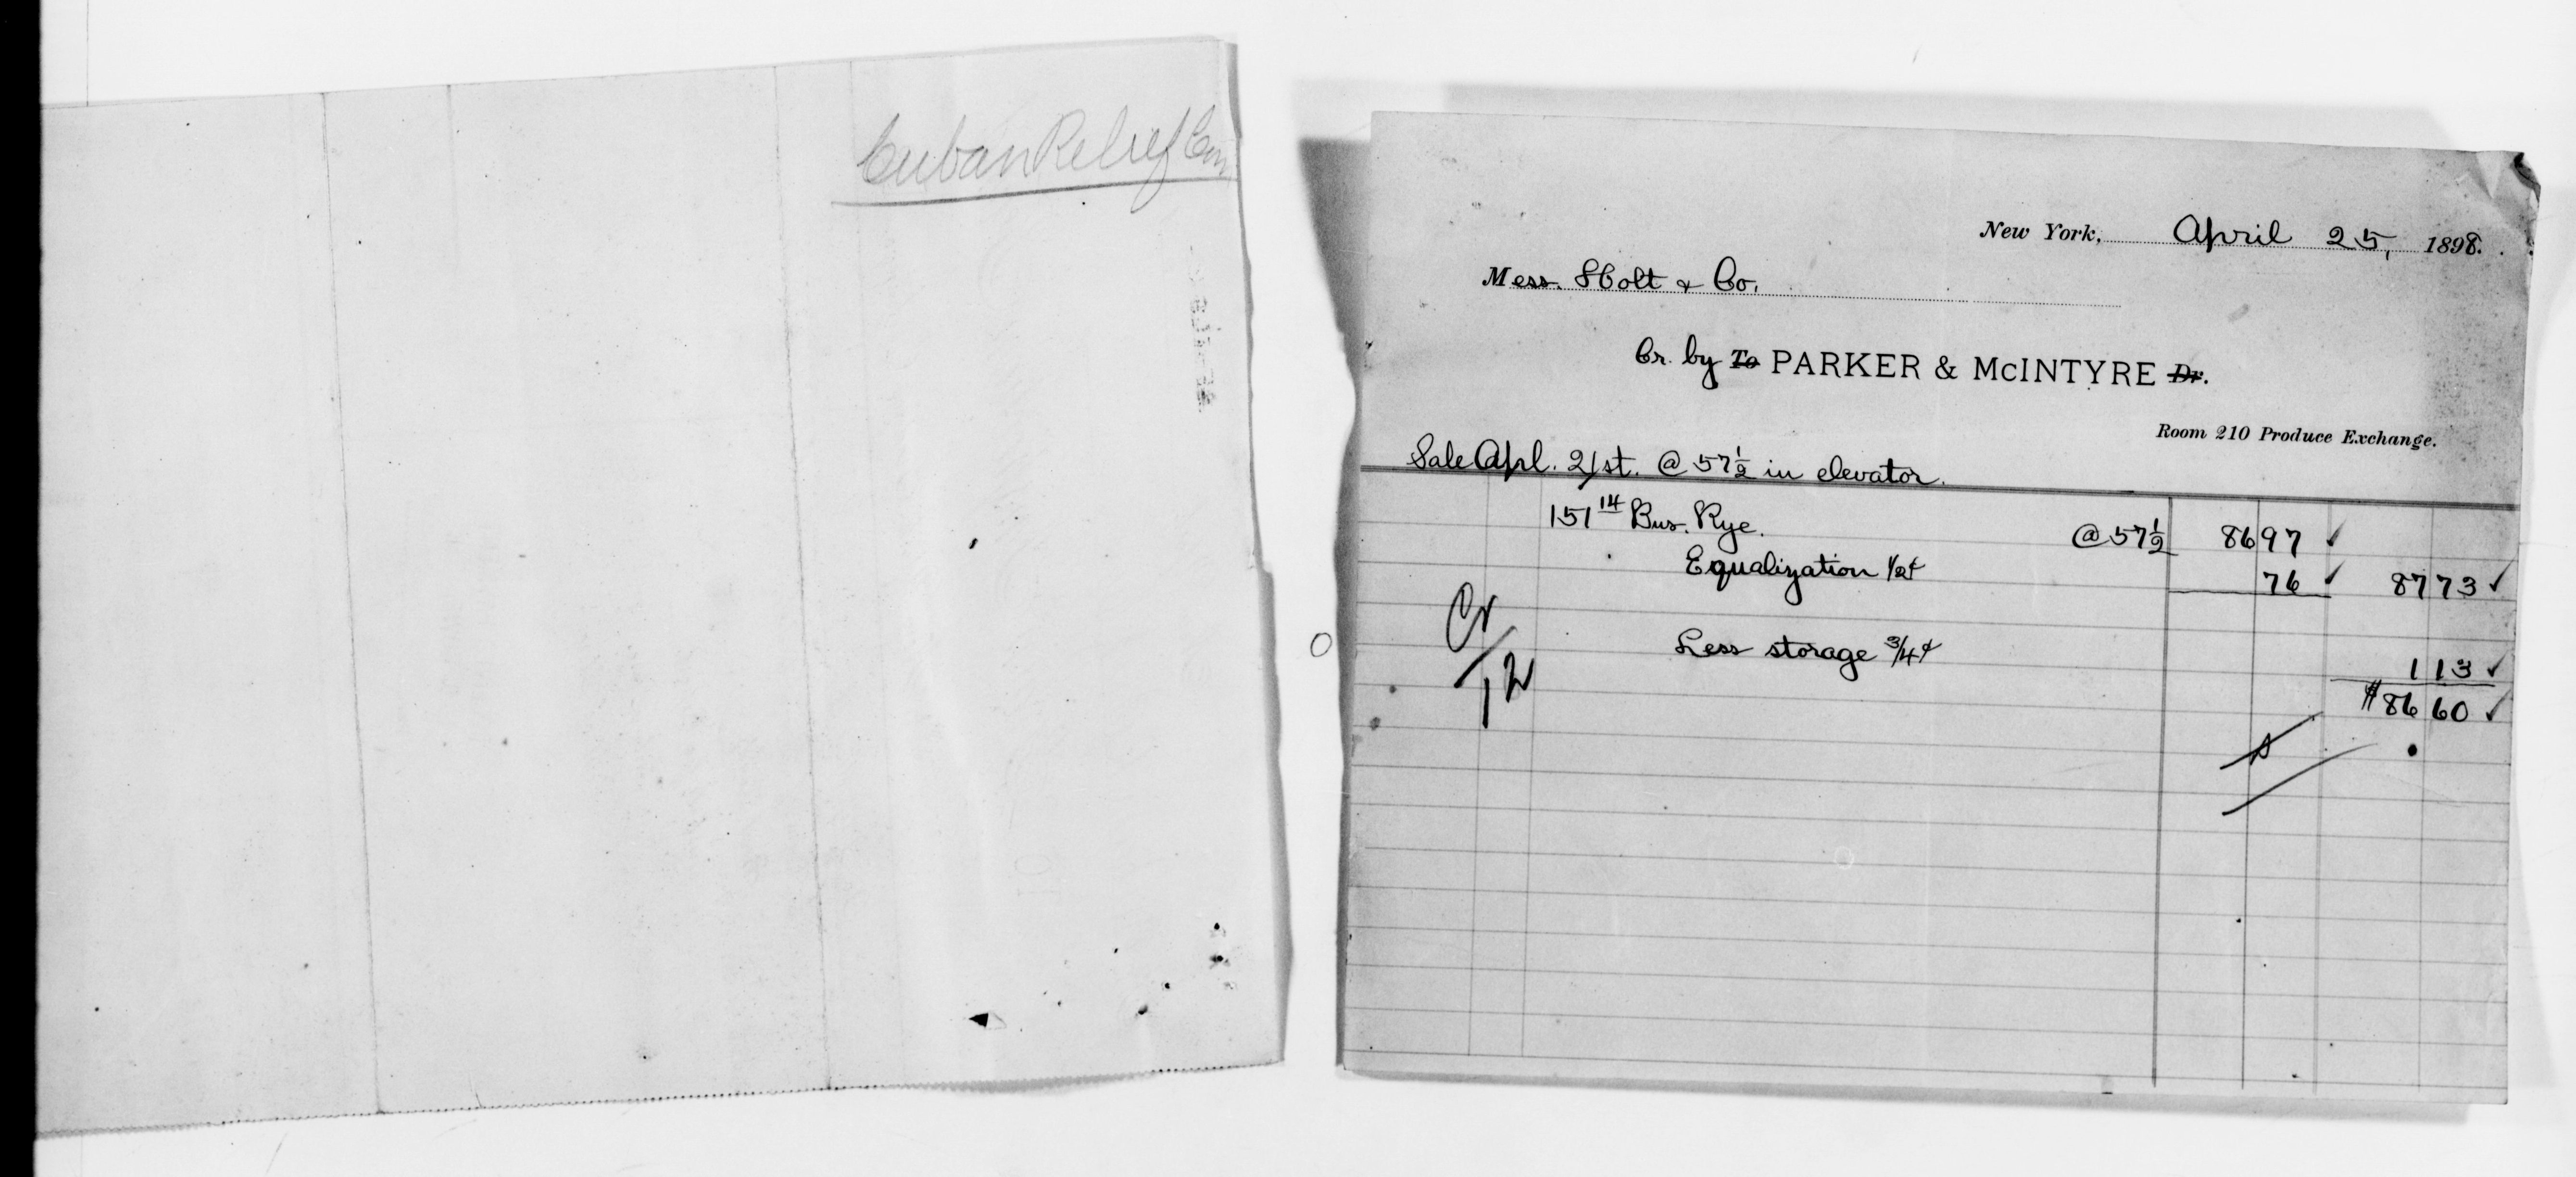 Cuban Relief Com
New York, April 25, 1898.
Mess. Holt & Co.
Cr. by To PARKER & McINTYRE Dr.
Room 210 Produce Exchange.
Sale Apl. 21st. @ 57½ in elevator.
151 14 Bus. Rye. @ 57½ 86 97 ✓
Equalization 1/2¢ 76 ✓ 87 73 ✓
Cr
12
Less storage 3/4¢ 1 13 ✓
$86 60 ✓